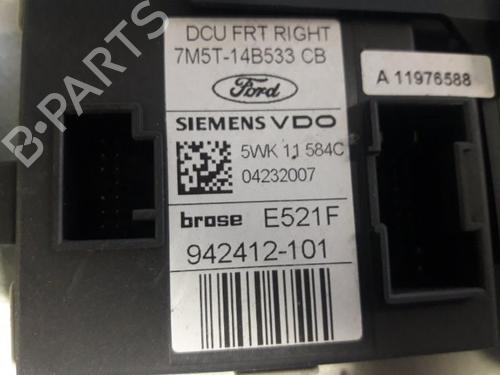 DCU FRT RIGHT
7M5T-14B533 CB
Ford
SIEMENS VDO
5WK 11 584C
04232007
brose E521F
942412-101
A 11976588
B-PARTS